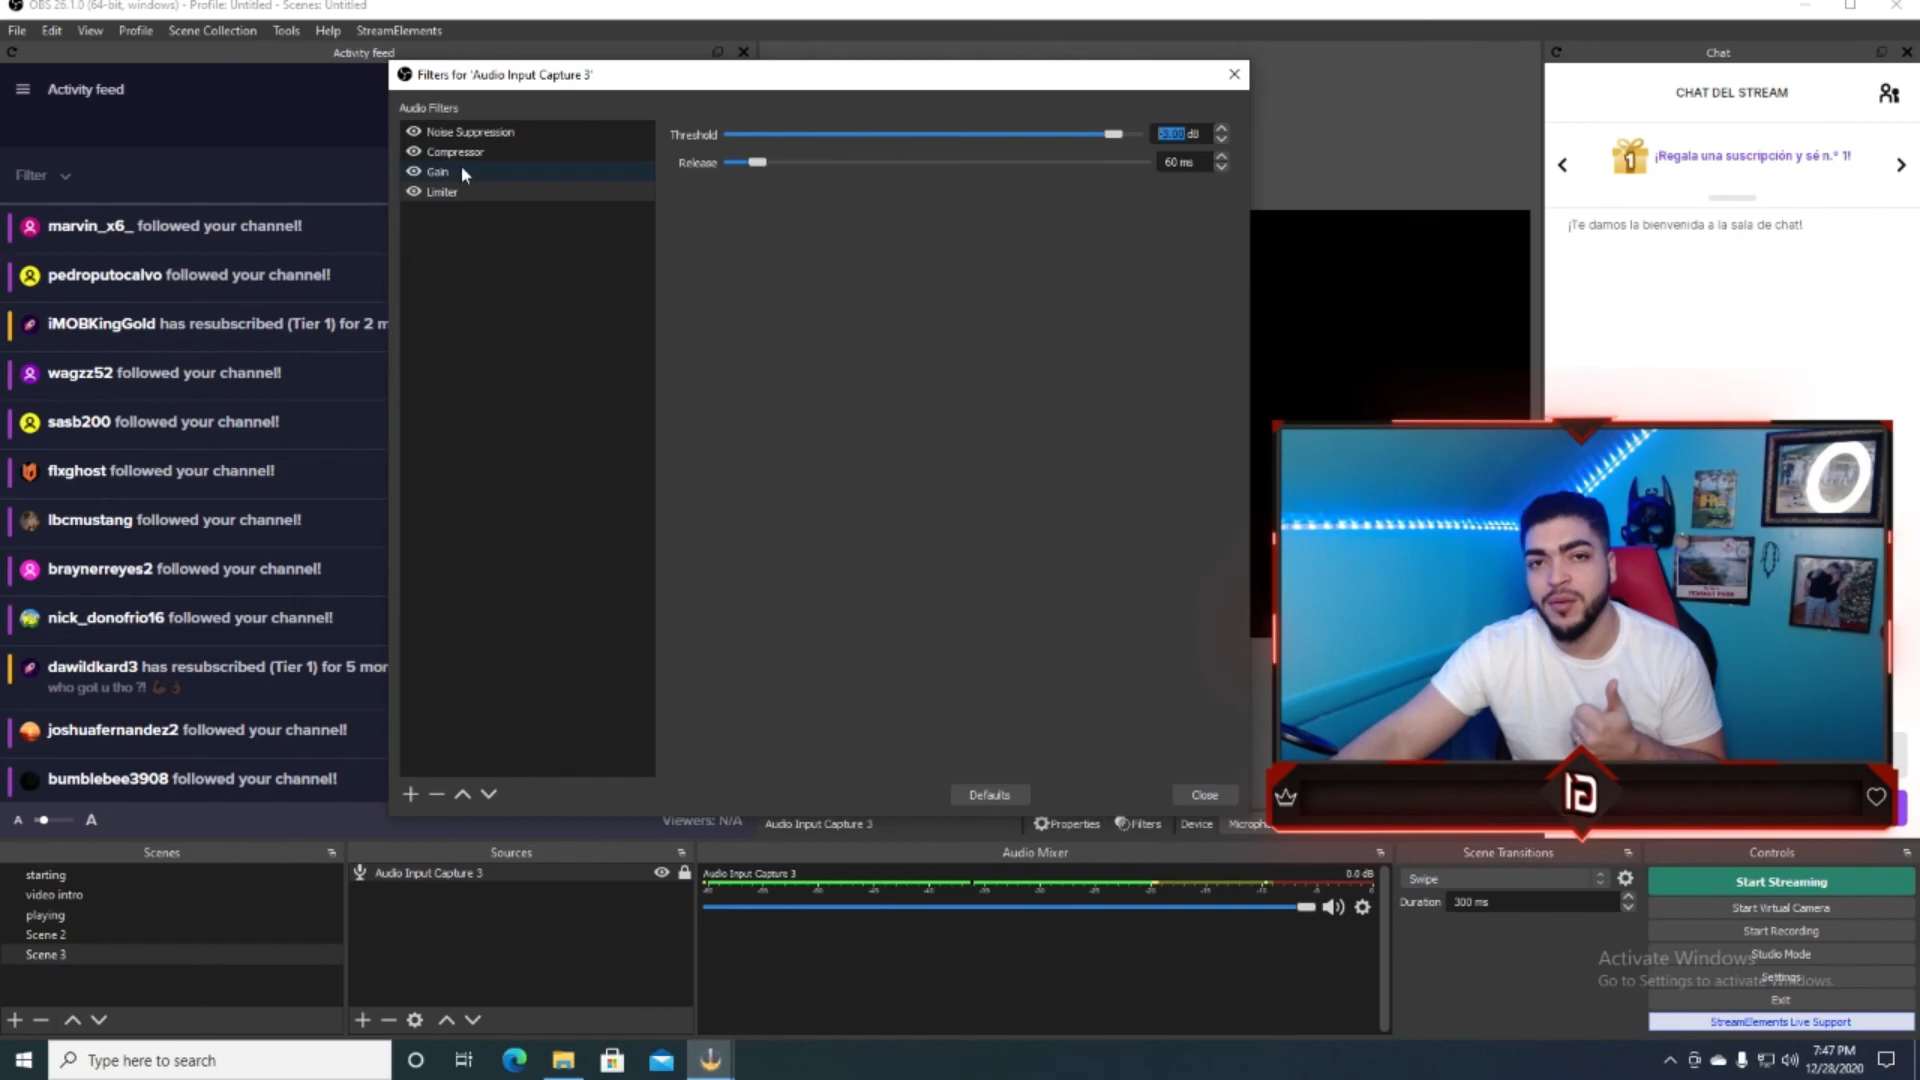 OBS 26.1.0 (64-bit, windows) - Profile: Untitled - Scenes: Untitled
File Edit View Profile Scene Collection Tools Help StreamElements
Activity feed
Chat
Activity feed
Filter
marvin_x6_ followed your channel!
pedroputocalvo followed your channel!
iMOBKingGold has resubscribed (Tier 1) for 2 m
wagzz52 followed your channel!
sasb200 followed your channel!
flxghost followed your channel!
lbcmustang followed your channel!
braynerreyes2 followed your channel!
nick_donofrio16 followed your channel!
dawildkard3 has resubscribed (Tier 1) for 5 mor
who got u tho ?!
joshuafernandez2 followed your channel!
bumblebee3908 followed your channel!
A A
Filters for 'Audio Input Capture 3'
Audio Filters
Noise Suppression
Compressor
Gain
Limiter
Threshold -3.00 dB
Release 60 ms
Defaults
Close
CHAT DEL STREAM
1
¡Regala una suscripción y sé n.º 1!
¡Te damos la bienvenida a la sala de chat!
Viewers: N/A
Audio Input Capture 3
Properties Filters Device
Scenes
starting
video intro
playing
Scene 2
Scene 3
Sources
Audio Input Capture 3
Audio Mixer
Audio Input Capture 3 0.0 dB
Scene Transitions
Swipe
Duration 300 ms
Controls
Start Streaming
Start Virtual Camera
Start Recording
Studio Mode
Settings
Exit
StreamElements Live Support
Activate Windows
Go to Settings to activate Windows.
Type here to search
7:47 PM
12/28/2020